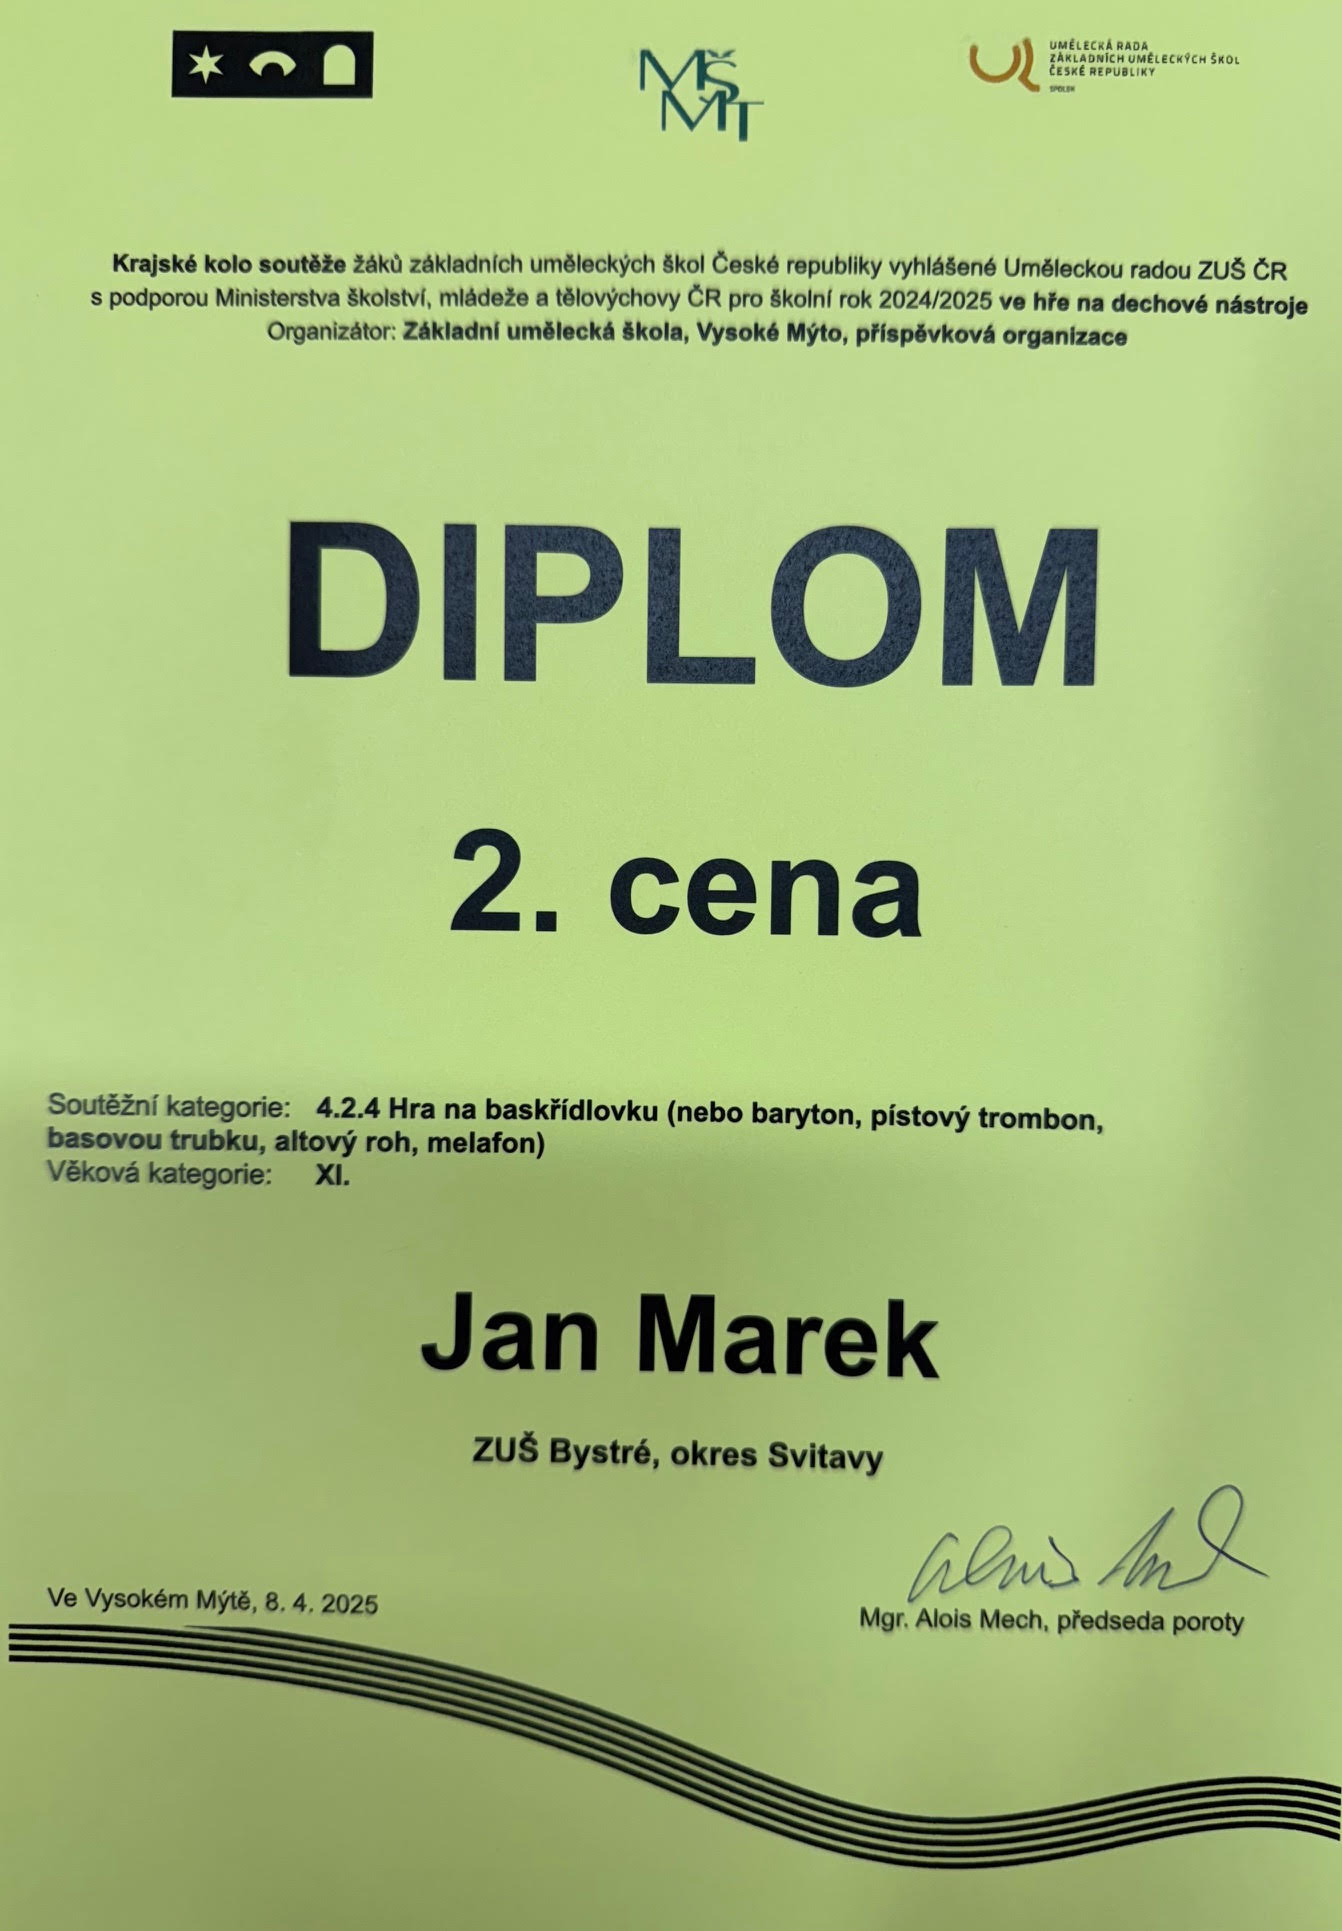 MŠ
MT
UMĚLECKÁ RADA
ZÁKLADNÍCH UMĚLECKÝCH ŠKOL
ČESKÉ REPUBLIKY
SPOLEK
Krajské kolo soutěže žáků základních uměleckých škol České republiky vyhlášené Uměleckou radou ZUŠ ČR
s podporou Ministerstva školství, mládeže a tělovýchovy ČR pro školní rok 2024/2025 ve hře na dechové nástroje
Organizátor: Základní umělecká škola, Vysoké Mýto, příspěvková organizace
DIPLOM
2. cena
Soutěžní kategorie: 4.2.4 Hra na baskřídlovku (nebo baryton, pístový trombon,
basovou trubku, altový roh, melafon)
Věková kategorie: XI.
Jan Marek
ZUŠ Bystré, okres Svitavy
Ve Vysokém Mýtě, 8. 4. 2025
Mgr. Alois Mech, předseda poroty